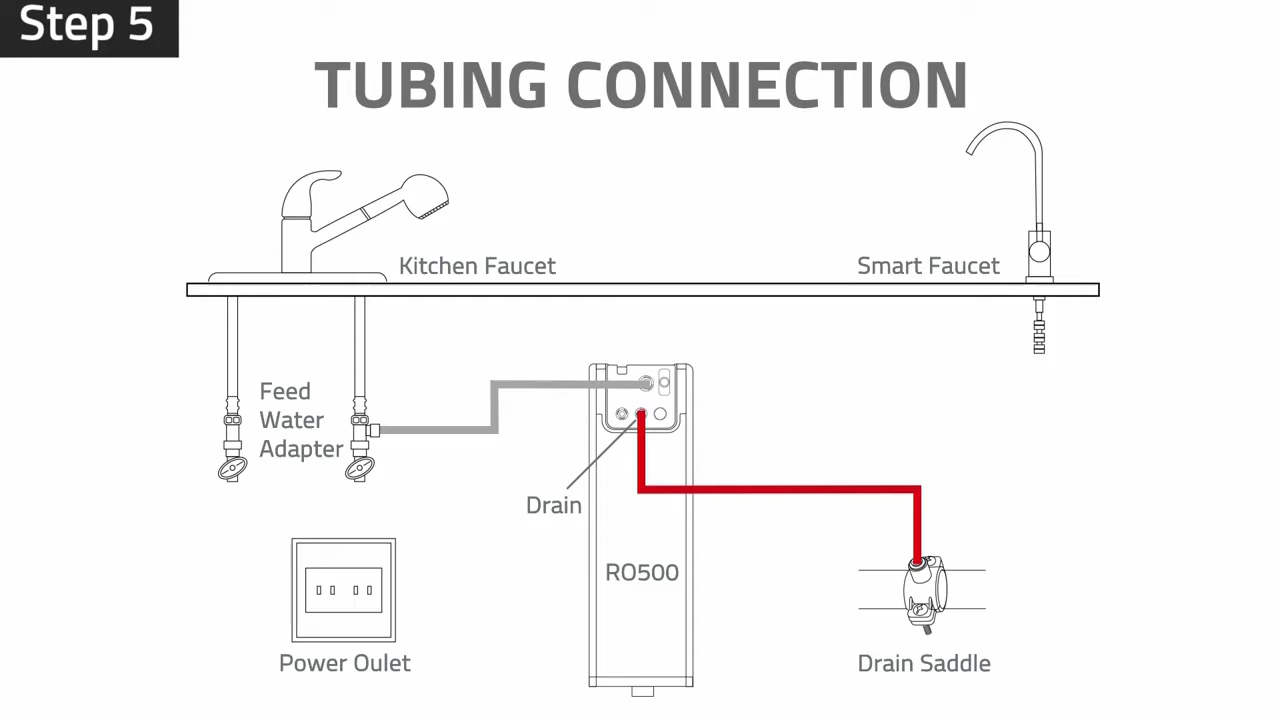 Step 5
TUBING CONNECTION
Kitchen Faucet
Smart Faucet
Feed
Water
Adapter
Drain
RO500
Power Oulet
Drain Saddle